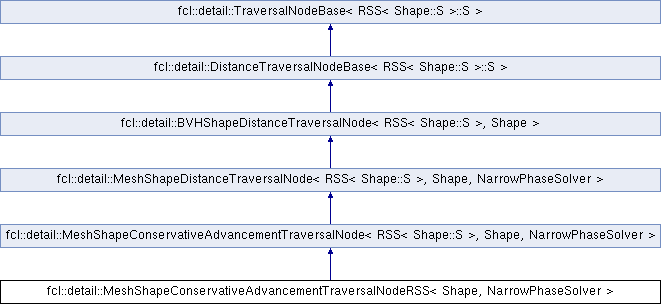 fcl::detail::TraversalNodeBase< RSS< Shape::S >::S >
fcl::detail::DistanceTraversalNodeBase< RSS< Shape::S >::S >
fcl::detail::BVHShapeDistanceTraversalNode< RSS< Shape::S >, Shape >
fcl::detail::MeshShapeDistanceTraversalNode< RSS< Shape::S >, Shape, NarrowPhaseSolver >
fcl::detail::MeshShapeConservativeAdvancementTraversalNode< RSS< Shape::S >, Shape, NarrowPhaseSolver >
fcl::detail::MeshShapeConservativeAdvancementTraversalNodeRSS< Shape, NarrowPhaseSolver >